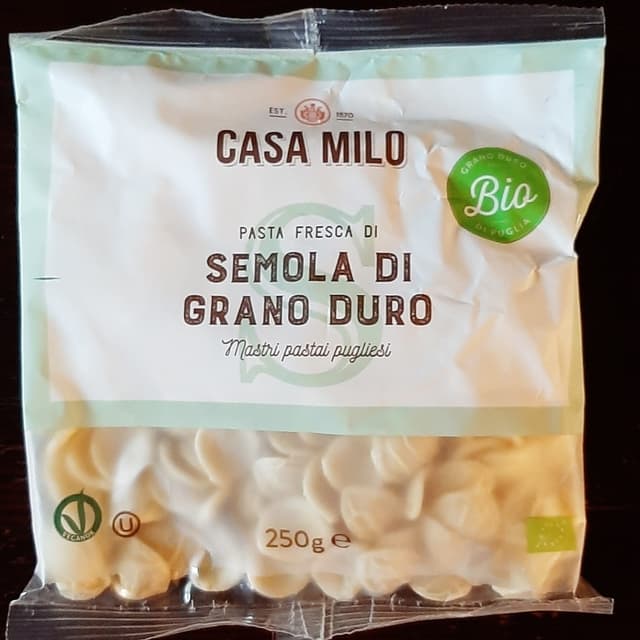 EST. 1870
CASA MILO
GRANO DURO
Bio
DI PUGLIA
PASTA FRESCA DI
SEMOLA DI
GRANO DURO
Mastri pastai pugliesi
S
VEGANOK
U
250g e